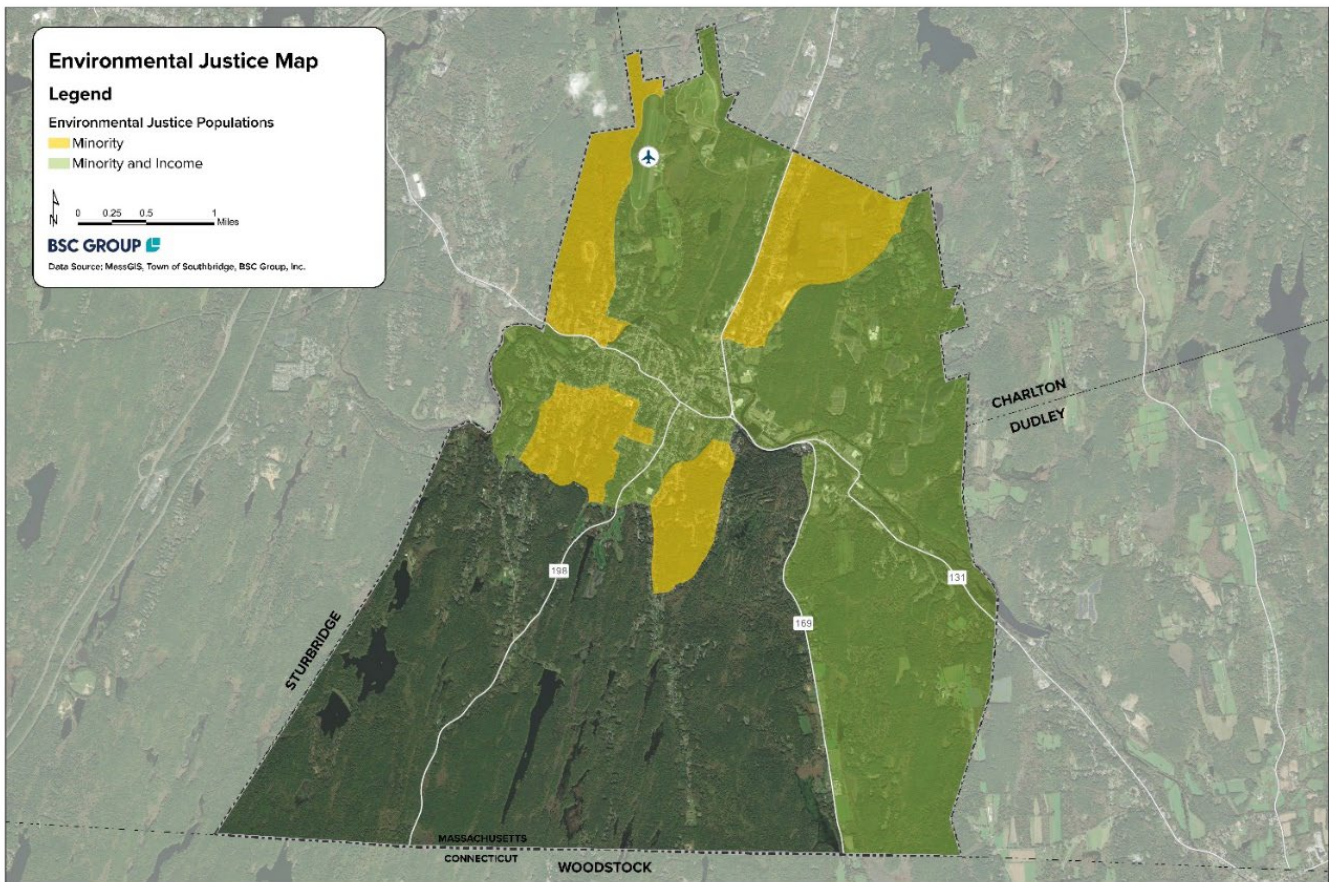 Environmental Justice Map
Legend
Environmental Justice Populations
Minority
Minority and Income
N
0 0.25 0.5 1
Miles
BSC GROUP
Data Source: MassGIS, Town of Southbridge, BSC Group, Inc.
CHARLTON
DUDLEY
STURBRIDGE
198
131
169
MASSACHUSETTS
CONNECTICUT
WOODSTOCK